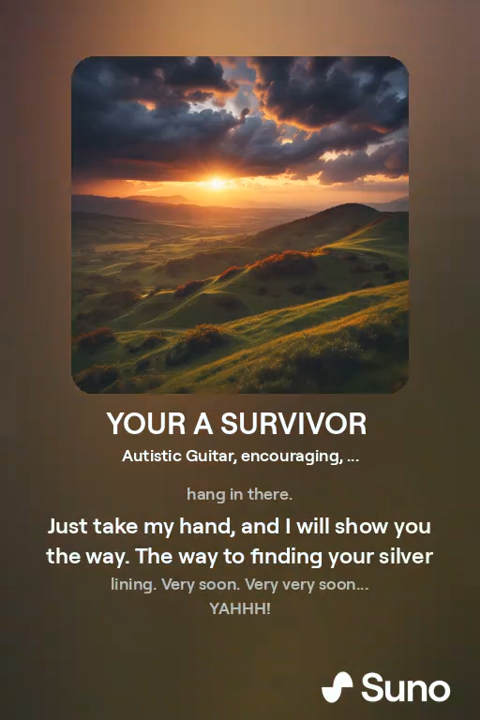 YOUR A SURVIVOR
Autistic Guitar, encouraging, ...
hang in there.
Just take my hand, and I will show you
the way. The way to finding your silver
lining. Very soon. Very very soon...
YAHHH!
Suno